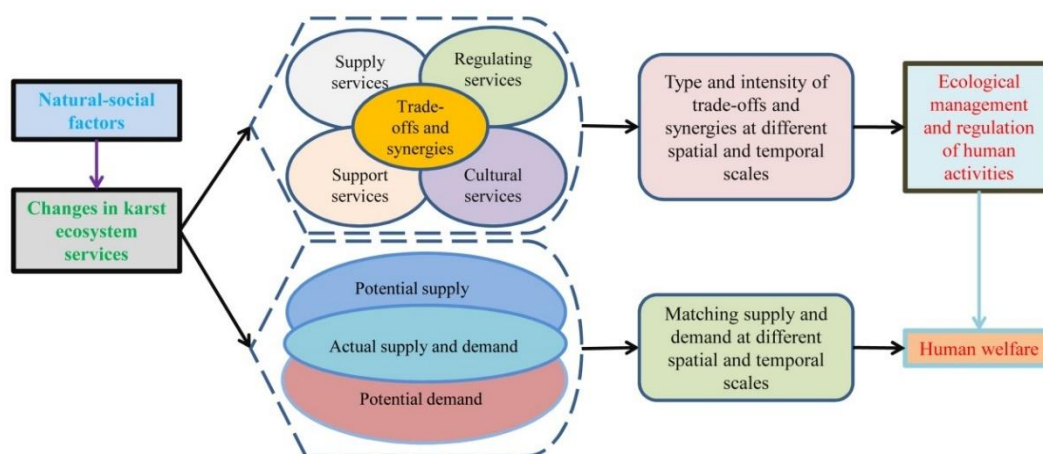 Natural-social
factors
Changes in karst
ecosystem
services
Supply
services
Regulating
services
Trade-
offs and
synergies
Support
services
Cultural
services
Potential supply
Actual supply and demand
Potential demand
Type and intensity of
trade-offs and
synergies at different
spatial and temporal
scales
Matching supply and
demand at different
spatial and temporal
scales
Ecological
management
and regulation
of human
activities
Human welfare